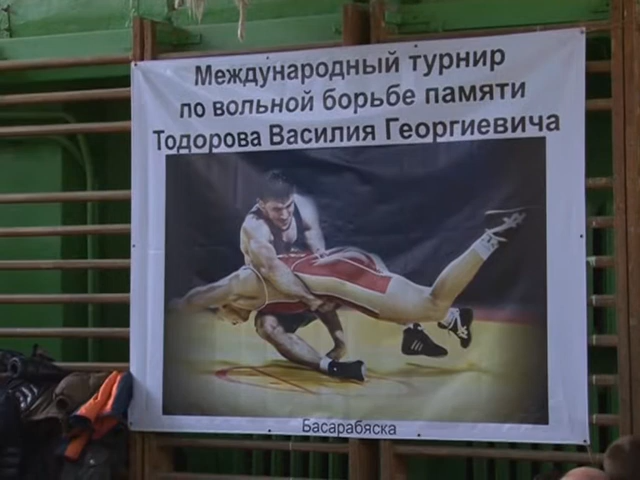 Международный турнир
по вольной борьбе памяти
Тодорова Василия Георгиевича
Басарабяска